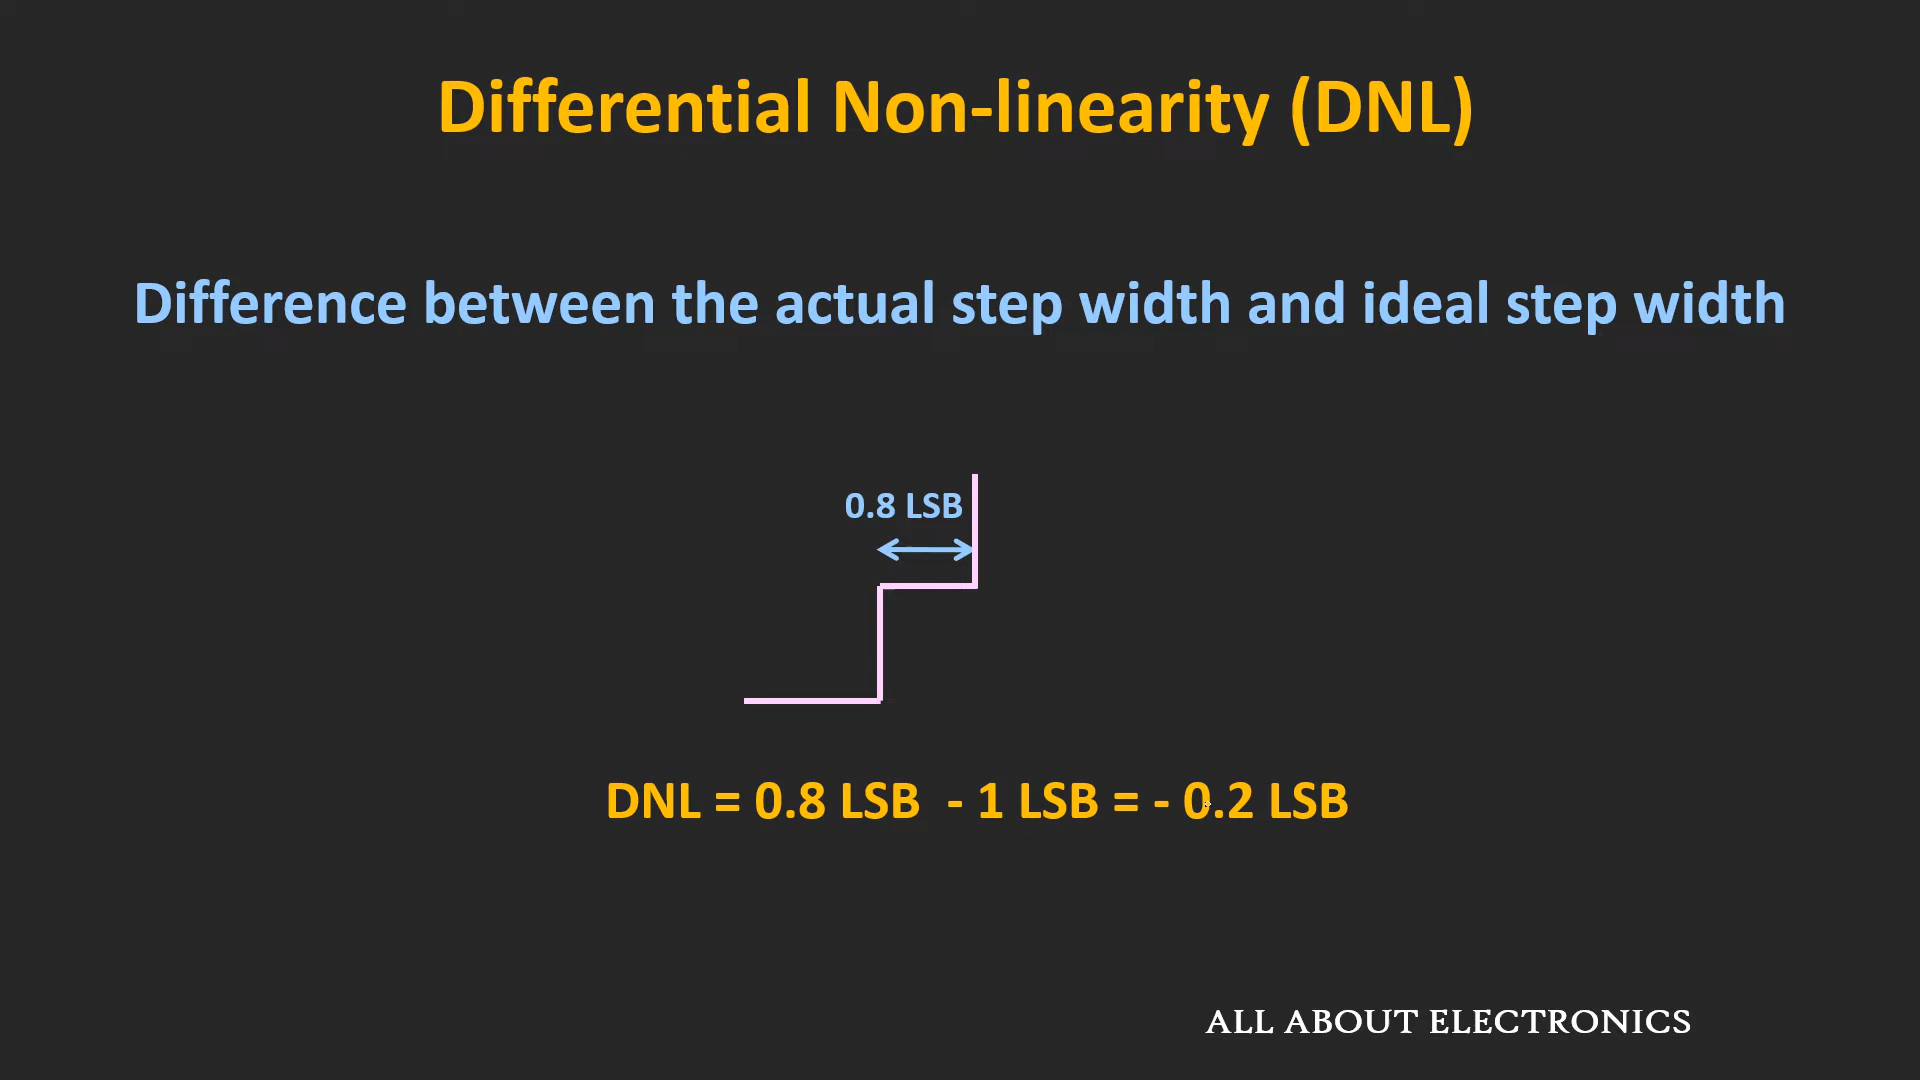 Differential Non-linearity (DNL)
Difference between the actual step width and ideal step width
0.8 LSB
DNL = 0.8 LSB - 1 LSB = - 0.2 LSB
ALL ABOUT ELECTRONICS